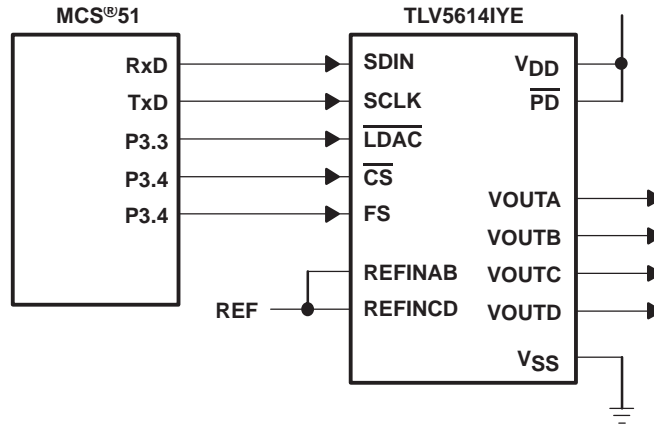 MCS®51
TLV5614IYE
RxD
TxD
P3.3
P3.4
P3.4
SDIN
SCLK
LDAC
CS
FS
REFINAB
REFINCD
REF
VDD
PD
VOUTA
VOUTB
VOUTC
VOUTD
VSS